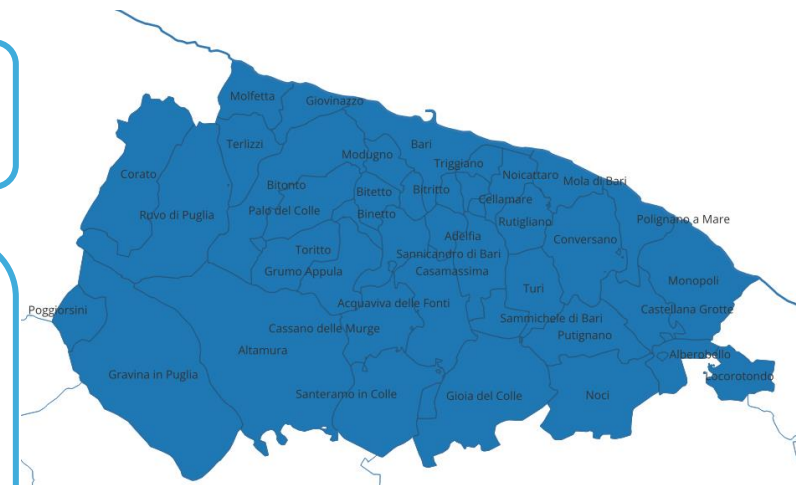 Molfetta
Giovinazzo
Terlizzi
Bari
Modugno
Triggiano
Corato
Noicattaro
Mola di Bari
Bitonto
Bitetto
Bitritto
Cellamare
Rovo di Puglia
Palo del Colle
Binetto
Rutigliano
Polignano a Mare
Adelfia
Conversano
Toritto
Sannicandro di Bari
Grumo Appula
Casamassima
Monopoli
Turi
Poggiorsini
Acquaviva delle Fonti
Castellana Grotte
Sammichele di Bari
Cassano delle Murge
Putignano
Altamura
Alberobello
Gravina in Puglia
Locorotondo
Santeramo in Colle
Gioia del Colle
Noci